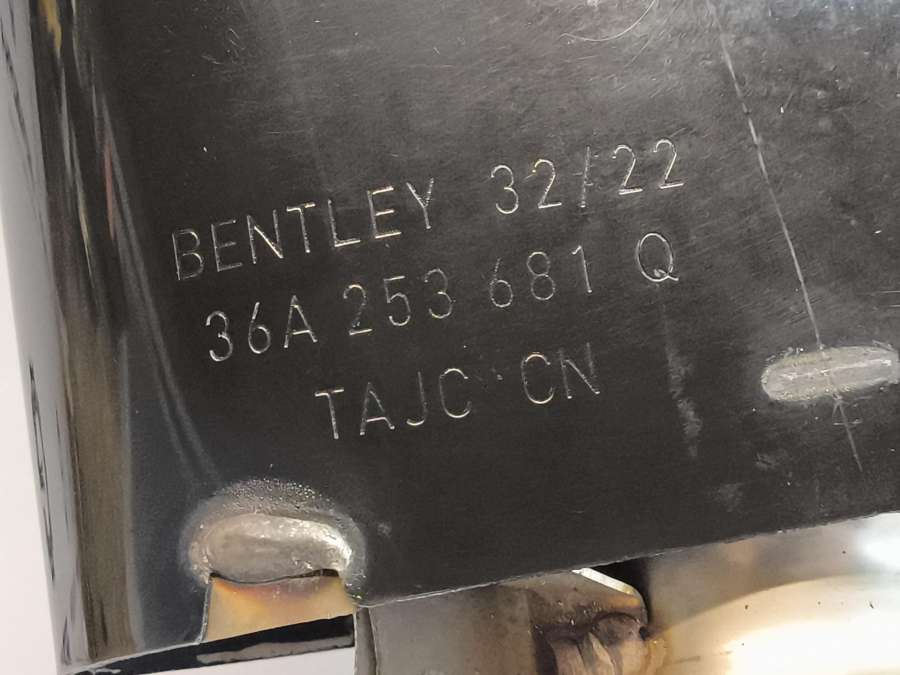 BENTLEY 32/22
36A 253 681 Q
TAJC CN